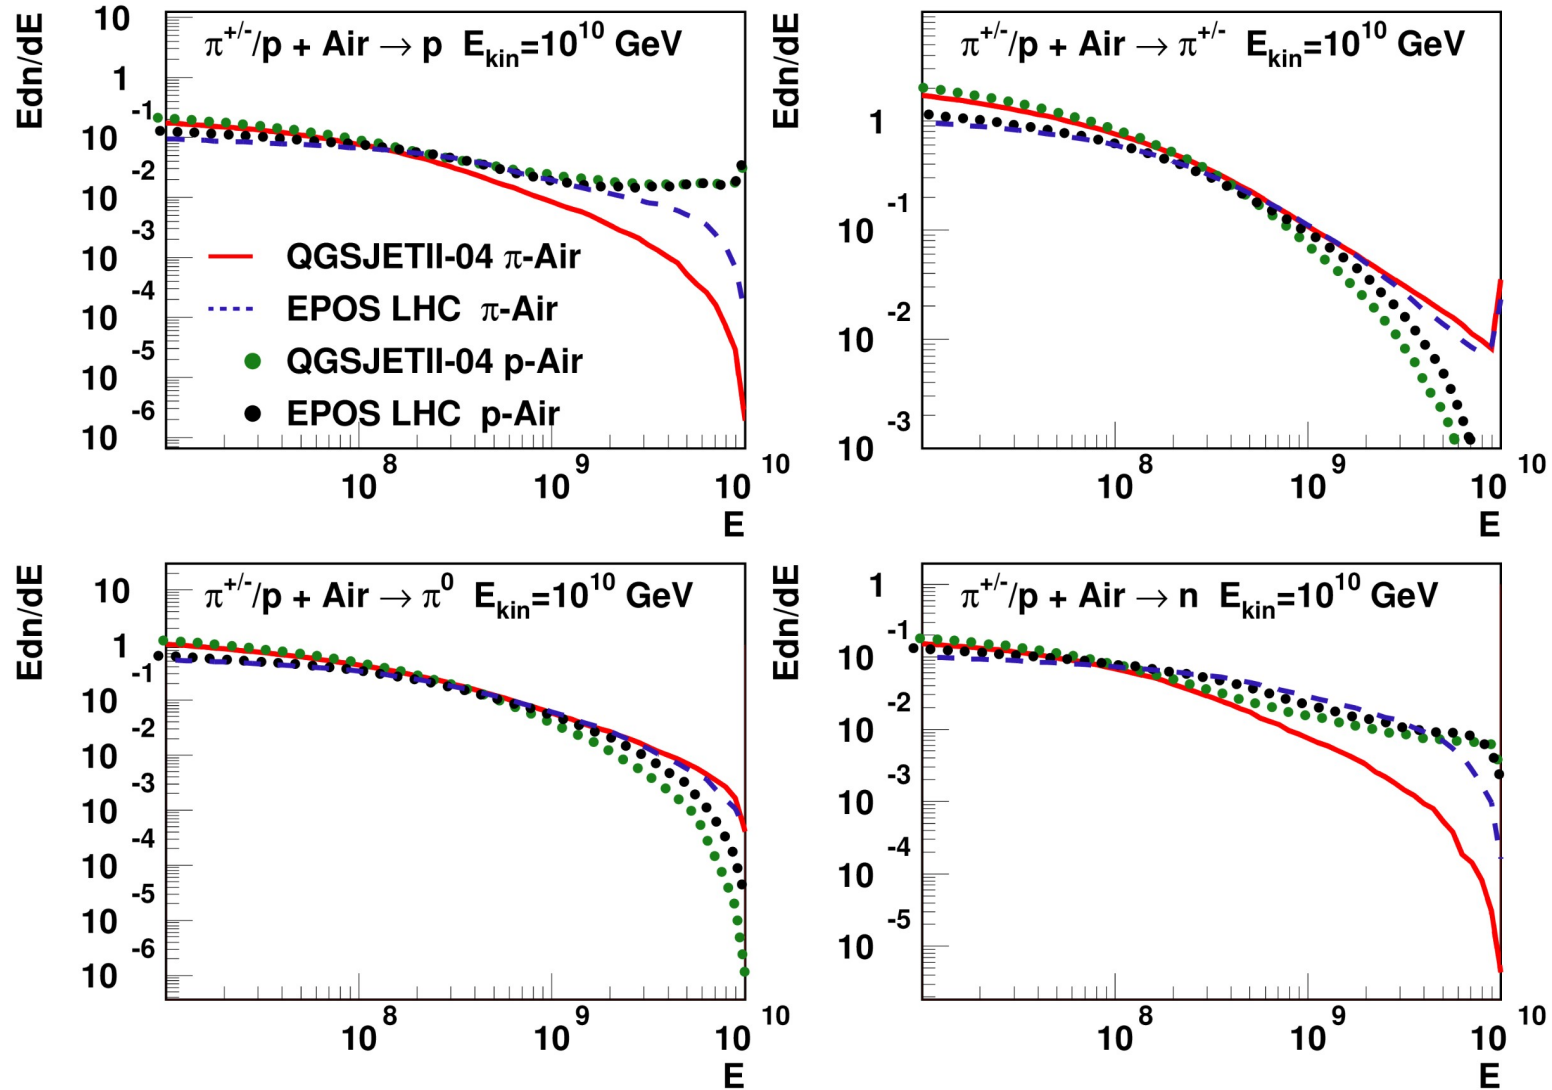 Edn/dE
π+/-/p + Air → p Ekin=10^10 GeV
10
1
10^-1
10^-2
10^-3
10^-4
10^-5
10^-6
QGSJETII-04 π-Air
EPOS LHC π-Air
QGSJETII-04 p-Air
EPOS LHC p-Air
10^8
10^9
10^10
E
Edn/dE
π+/-/p + Air → π+/- Ekin=10^10 GeV
1
10^-1
10^-2
10^-3
10^8
10^9
10^10
E
Edn/dE
π+/-/p + Air → π0 Ekin=10^10 GeV
10
1
10^-1
10^-2
10^-3
10^-4
10^-5
10^-6
10^8
10^9
10^10
E
Edn/dE
π+/-/p + Air → n Ekin=10^10 GeV
1
10^-1
10^-2
10^-3
10^-4
10^-5
10^8
10^9
10^10
E